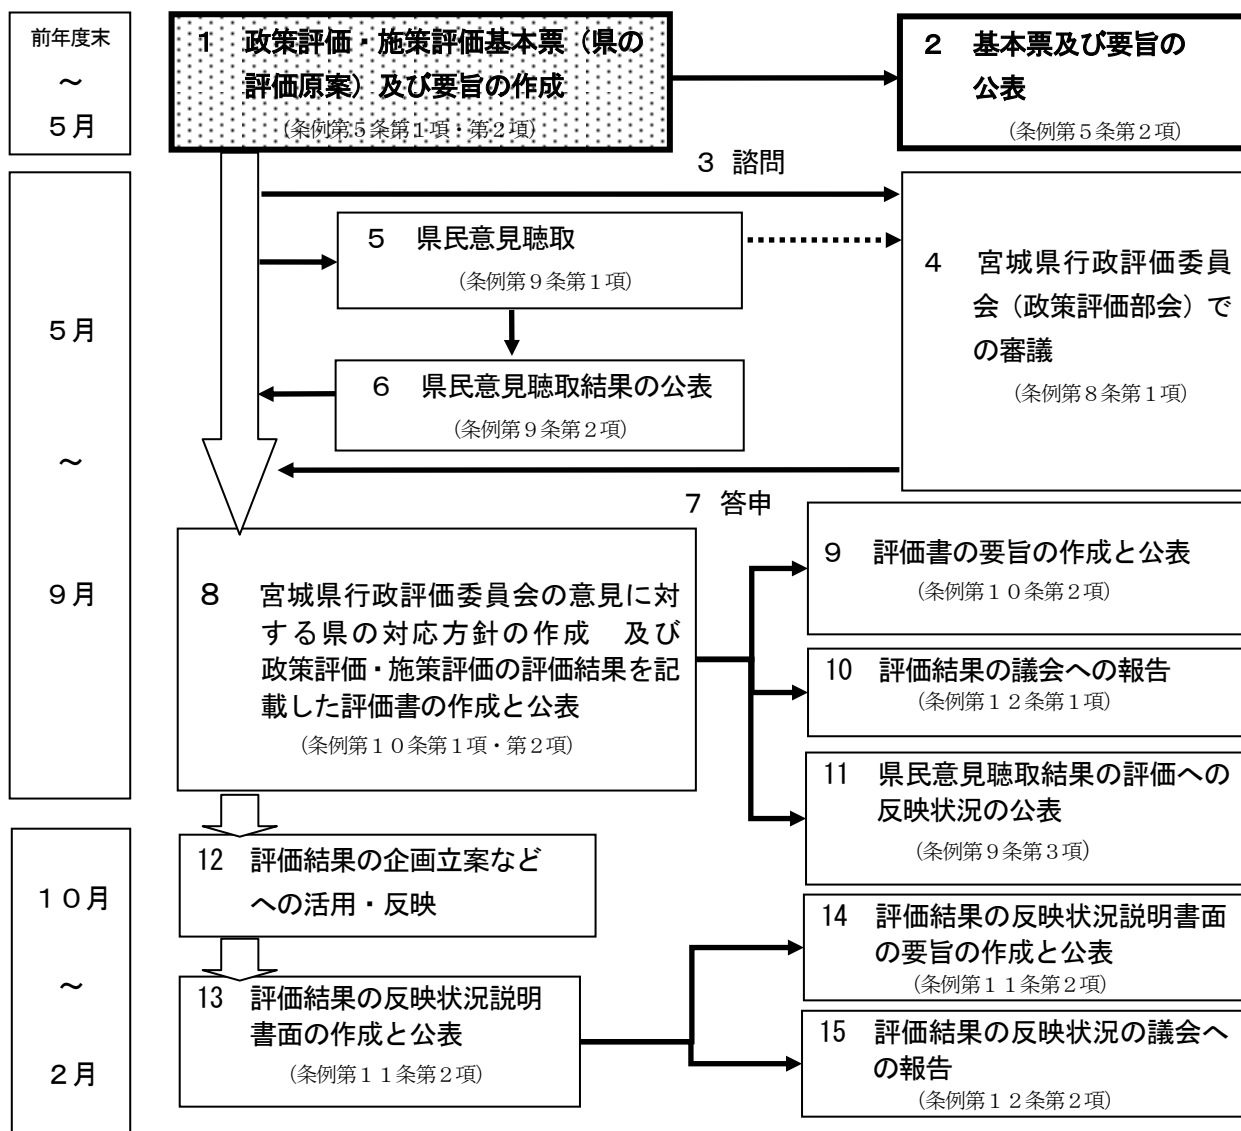 前年度末
～
５月
１　政策評価・施策評価基本票（県の
評価原案）及び要旨の作成
（条例第５条第１項・第２項）
２　基本票及び要旨の
公表
（条例第５条第２項）
３ 諮問
５月
～
９月
５　県民意見聴取
（条例第９条第１項）
４　宮城県行政評価委員
会（政策評価部会）で
の審議
（条例第８条第１項）
６　県民意見聴取結果の公表
（条例第９条第２項）
７ 答申
８　宮城県行政評価委員会の意見に対
する県の対応方針の作成　及び
政策評価・施策評価の評価結果を記
載した評価書の作成と公表
（条例第１０条第１項・第２項）
９　評価書の要旨の作成と公表
（条例第１０条第２項）
10　評価結果の議会への報告
（条例第１２条第１項）
11　県民意見聴取結果の評価への
反映状況の公表
（条例第９条第３項）
１０月
～
２月
12　評価結果の企画立案など
への活用・反映
13　評価結果の反映状況説明
書面の作成と公表
（条例第１１条第２項）
14　評価結果の反映状況説明書面
の要旨の作成と公表
（条例第１１条第２項）
15　評価結果の反映状況の議会へ
の報告
（条例第１２条第２項）